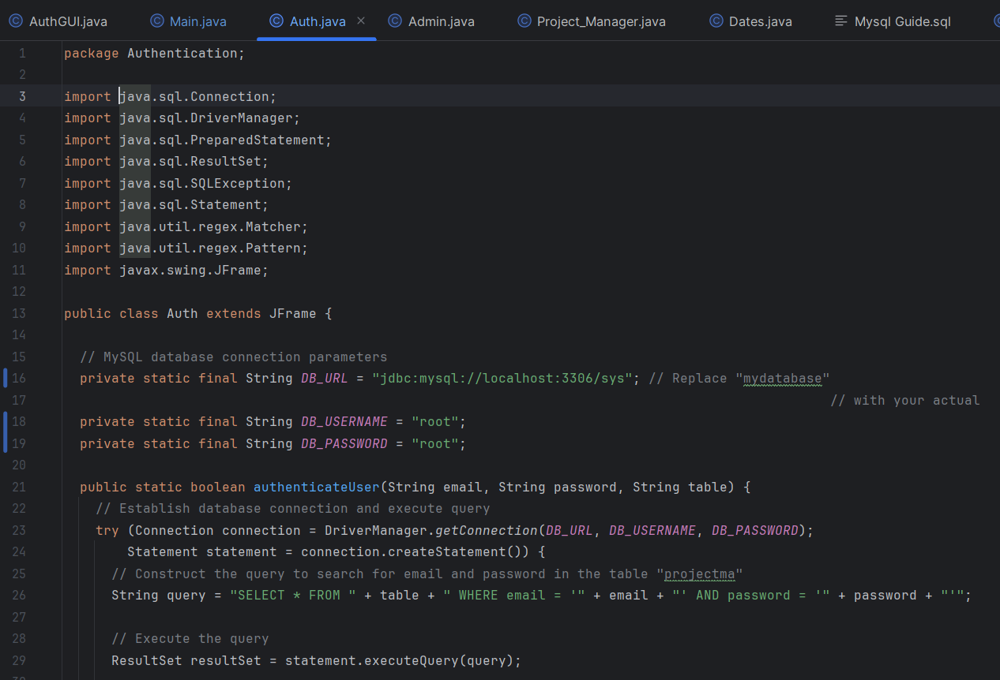 AuthGUI.java Main.java Auth.java Admin.java Project_Manager.java Dates.java Mysql Guide.sql
1 package Authentication;
2
3 import java.sql.Connection;
4 import java.sql.DriverManager;
5 import java.sql.PreparedStatement;
6 import java.sql.ResultSet;
7 import java.sql.SQLException;
8 import java.sql.Statement;
9 import java.util.regex.Matcher;
10 import java.util.regex.Pattern;
11 import javax.swing.JFrame;
12
13 public class Auth extends JFrame {
14
15 // MySQL database connection parameters
16 private static final String DB_URL = "jdbc:mysql://localhost:3306/sys"; // Replace "mydatabase"
17 // with your actual
18 private static final String DB_USERNAME = "root";
19 private static final String DB_PASSWORD = "root";
20
21 public static boolean authenticateUser(String email, String password, String table) {
22 // Establish database connection and execute query
23 try (Connection connection = DriverManager.getConnection(DB_URL, DB_USERNAME, DB_PASSWORD);
24 Statement statement = connection.createStatement()) {
25 // Construct the query to search for email and password in the table "projectma"
26 String query = "SELECT * FROM " + table + " WHERE email = '" + email + "' AND password = '" + password + "'";
27
28 // Execute the query
29 ResultSet resultSet = statement.executeQuery(query);